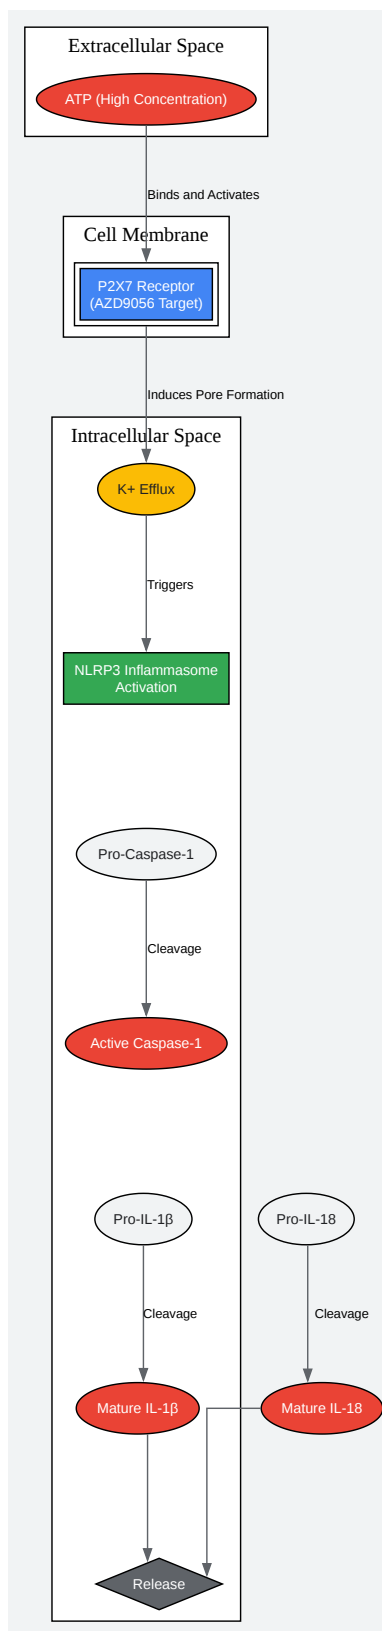 Extracellular Space
ATP (High Concentration)
Binds and Activates
Cell Membrane
P2X7 Receptor
(AZD9056 Target)
Induces Pore Formation
Intracellular Space
K+ Efflux
Triggers
NLRP3 Inflammasome
Activation
Pro-Caspase-1
Cleavage
Active Caspase-1
Pro-IL-1β
Pro-IL-18
Cleavage
Cleavage
Mature IL-1β
Mature IL-18
Release